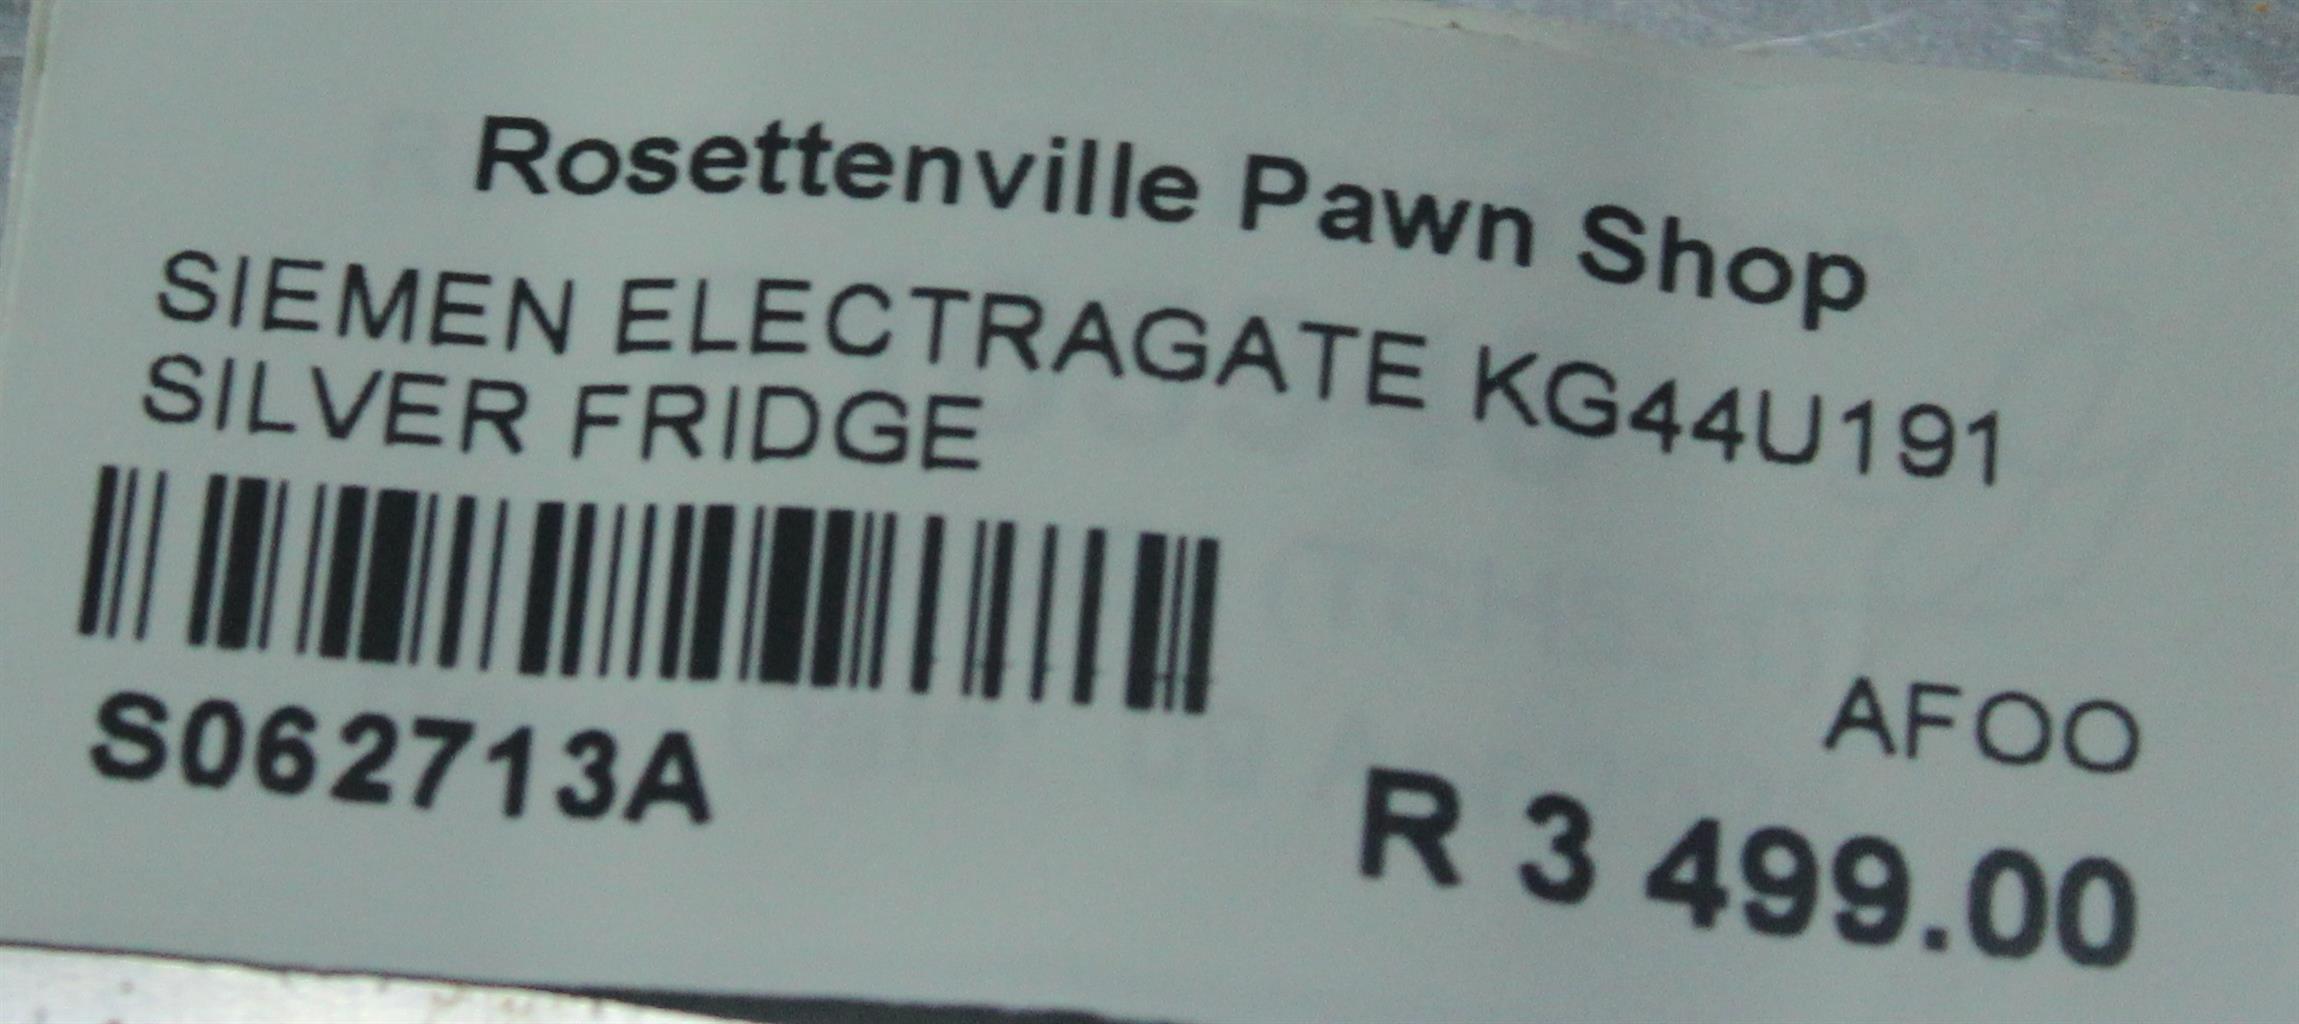 Rosettenville Pawn Shop
SIEMEN ELECTRAGATE KG44U191
SILVER FRIDGE
S062713A
AFOO
R 3 499.00